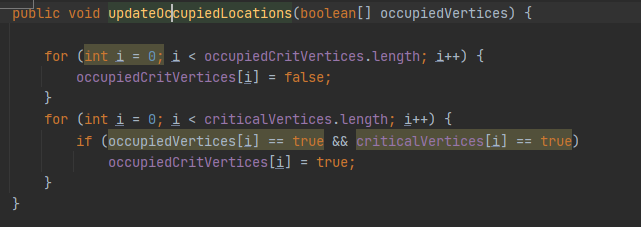 public void updateOccupiedLocations(boolean[] occupiedVertices) {
for (int i = 0; i < occupiedCritVertices.length; i++) {
occupiedCritVertices[i] = false;
}
for (int i = 0; i < criticalVertices.length; i++) {
if (occupiedVertices[i] == true && criticalVertices[i] == true)
occupiedCritVertices[i] = true;
}
}